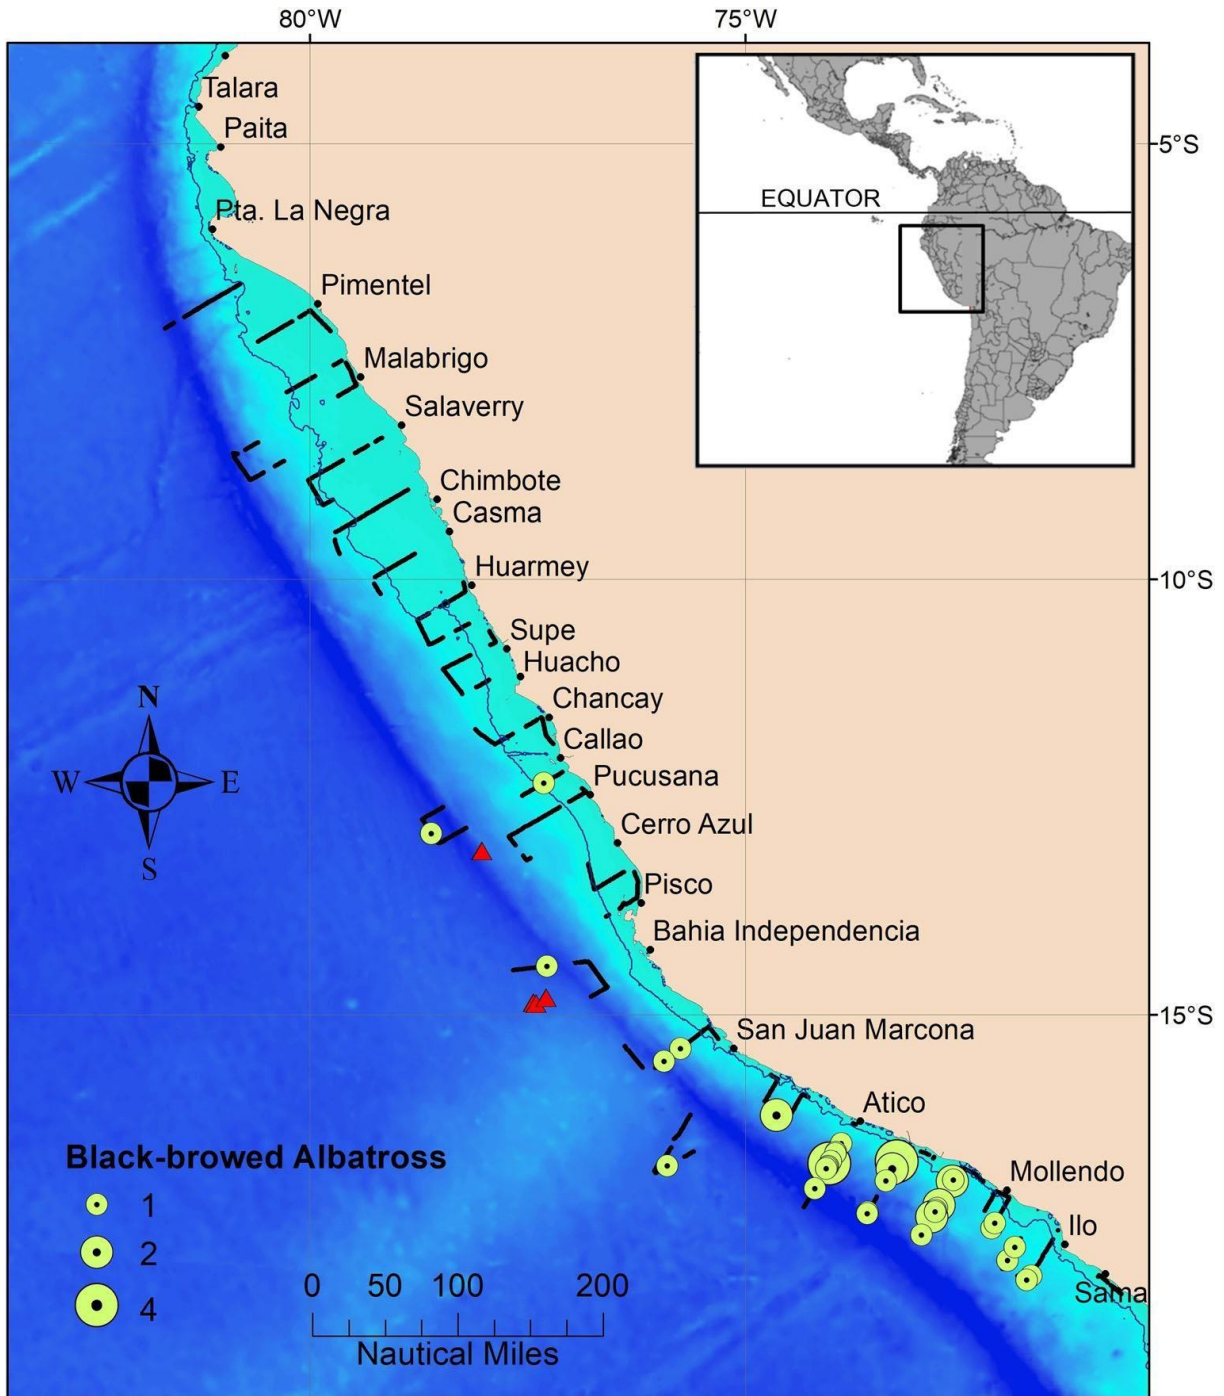 80°W
75°W
Talara
Paita
5°S
Pta. La Negra
EQUATOR
Pimentel
Malabrigo
Salaverry
Chimbote
Casma
Huarmey
10°S
Supe
Huacho
N
Chancay
Callao
W
E
Pucusana
Cerro Azul
S
Pisco
Bahia Independencia
15°S
San Juan Marcona
Atico
Black-browed Albatross
Mollendo
1
Ilo
2
0 50 100 200
Sama
4
Nautical Miles